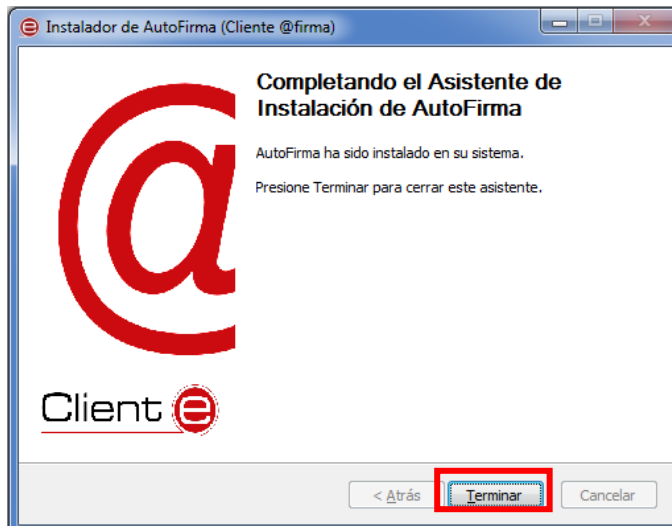 Instalador de AutoFirma (Cliente @firma)
Completando el Asistente de
Instalación de AutoFirma
AutoFirma ha sido instalado en su sistema.
Presione Terminar para cerrar este asistente.
@
Client e
< Atrás
Terminar
Cancelar